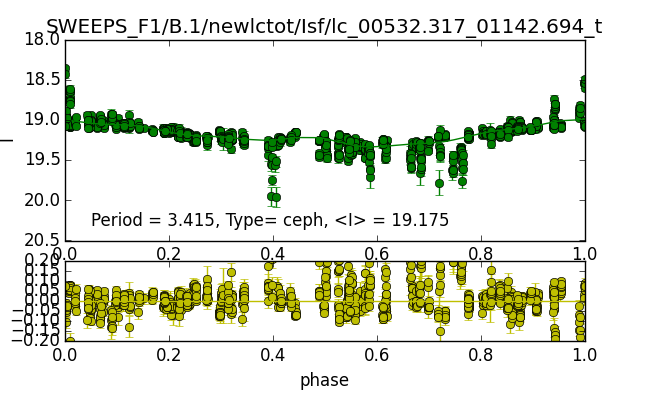 SWEEPS_F1/B.1/newlctot/Isf/lc_00532.317_01142.694_t
18.0
18.5
19.0
19.5
20.0
20.5
I
Period = 3.415, Type= ceph, <I> = 19.175
0.0 0.2 0.4 0.6 0.8 1.0
0.20
0.15
0.10
0.05
0.00
−0.05
−0.10
−0.15
−0.20
0.0 0.2 0.4 0.6 0.8 1.0
phase